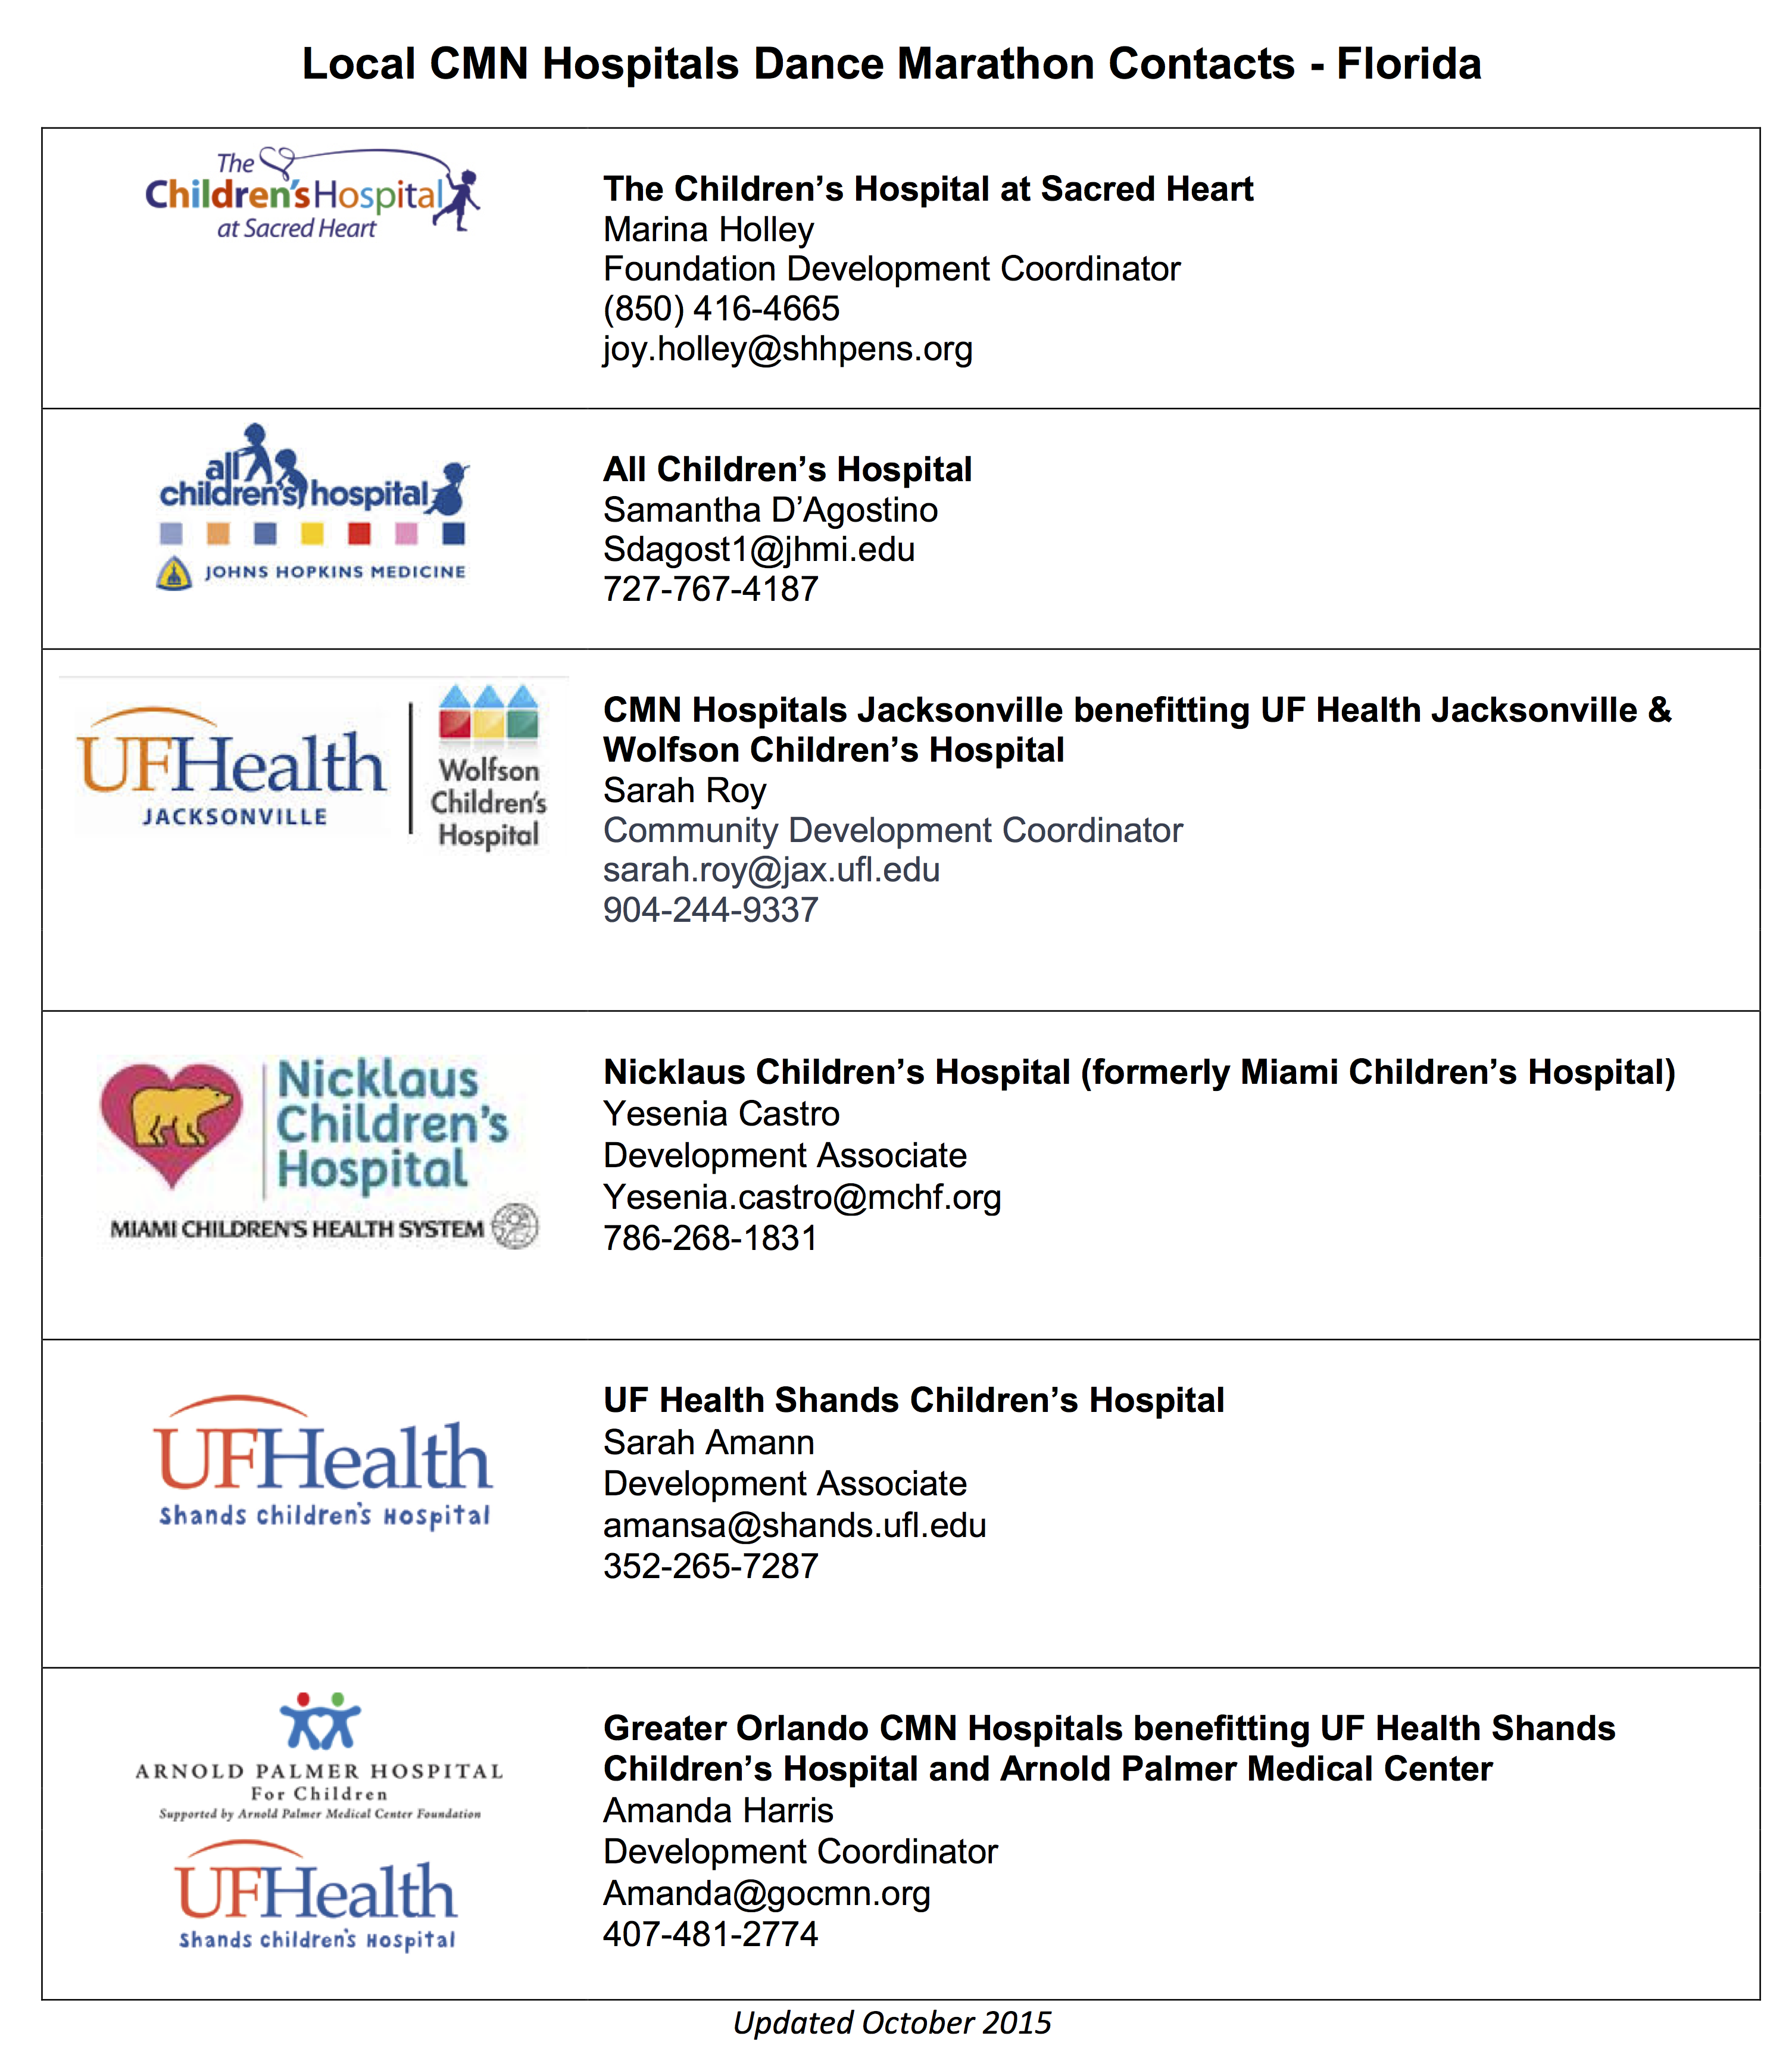 Local CMN Hospitals Dance Marathon Contacts - Florida
The
Children's Hospital
at Sacred Heart
The Children’s Hospital at Sacred Heart
Marina Holley
Foundation Development Coordinator
(850) 416-4665
joy.holley@shhpens.org
all
children's hospital
JOHNS HOPKINS MEDICINE
All Children’s Hospital
Samantha D’Agostino
Sdagost1@jhmi.edu
727-767-4187
UFHealth
JACKSONVILLE
Wolfson
Children's
Hospital
CMN Hospitals Jacksonville benefitting UF Health Jacksonville &
Wolfson Children’s Hospital
Sarah Roy
Community Development Coordinator
sarah.roy@jax.ufl.edu
904-244-9337
Nicklaus
Children's
Hospital
MIAMI CHILDREN'S HEALTH SYSTEM
Nicklaus Children’s Hospital (formerly Miami Children’s Hospital)
Yesenia Castro
Development Associate
Yesenia.castro@mchf.org
786-268-1831
UFHealth
Shands children's Hospital
UF Health Shands Children’s Hospital
Sarah Amann
Development Associate
amansa@shands.ufl.edu
352-265-7287
ARNOLD PALMER HOSPITAL
For Children
Supported by Arnold Palmer Medical Center Foundation
UFHealth
Shands children's Hospital
Greater Orlando CMN Hospitals benefitting UF Health Shands
Children’s Hospital and Arnold Palmer Medical Center
Amanda Harris
Development Coordinator
Amanda@gocmn.org
407-481-2774
Updated October 2015